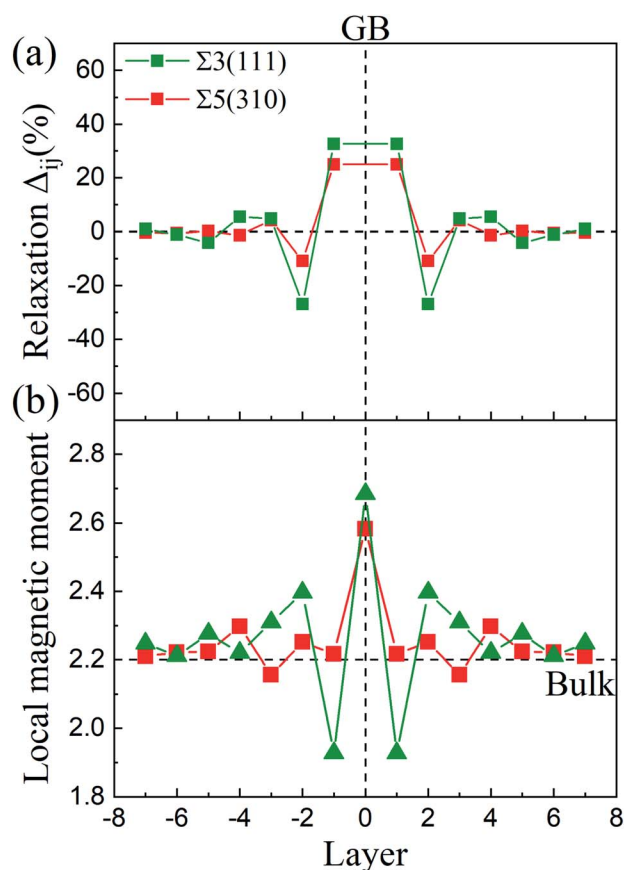 GB
(a)
Σ3(111)
Σ5(310)
Relaxation Δij(%)
60
40
20
0
-20
-40
-60
(b)
Local magnetic moment
2.8
2.6
2.4
2.2
2.0
1.8
Bulk
-8 -6 -4 -2 0 2 4 6 8
Layer